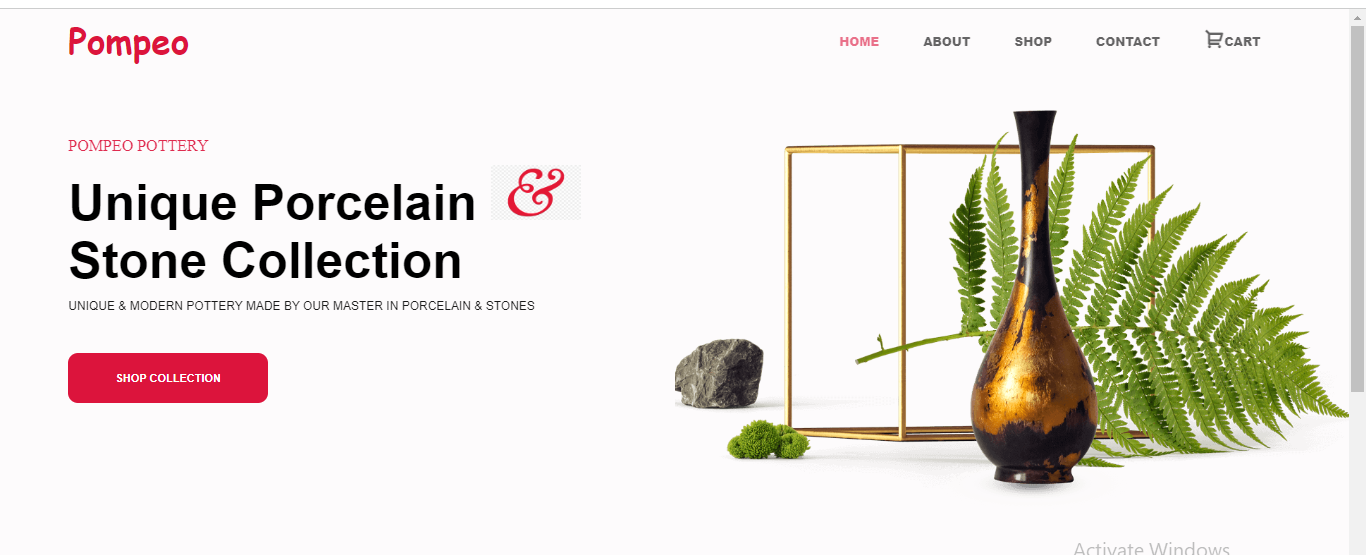 Pompeo
HOME ABOUT SHOP CONTACT CART
POMPEO POTTERY
Unique Porcelain &
Stone Collection
UNIQUE & MODERN POTTERY MADE BY OUR MASTER IN PORCELAIN & STONES
SHOP COLLECTION
Activate Windows